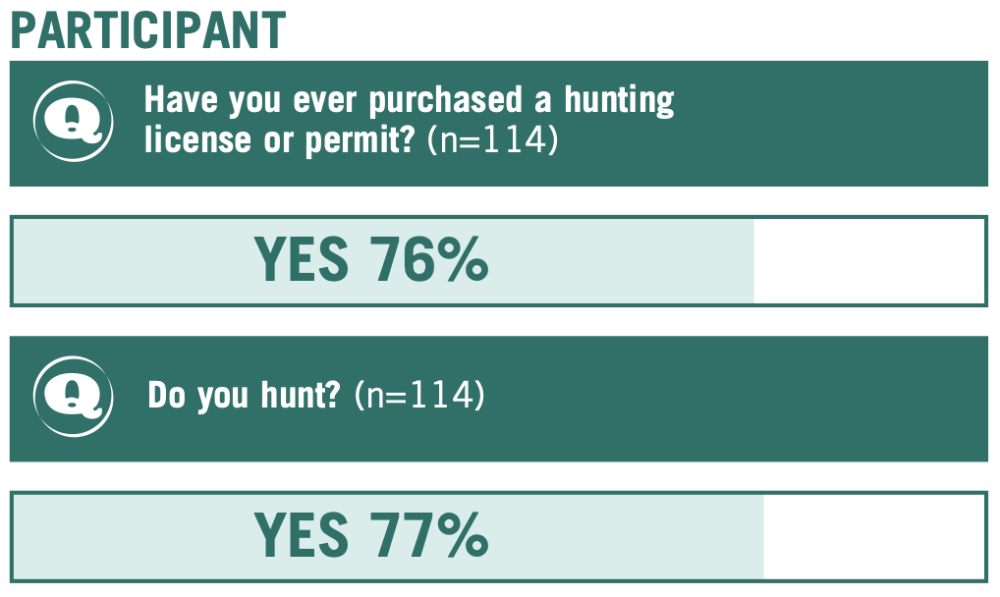 PARTICIPANT
Q
Have you ever purchased a hunting
license or permit? (n=114)
YES 76%
Q
Do you hunt? (n=114)
YES 77%